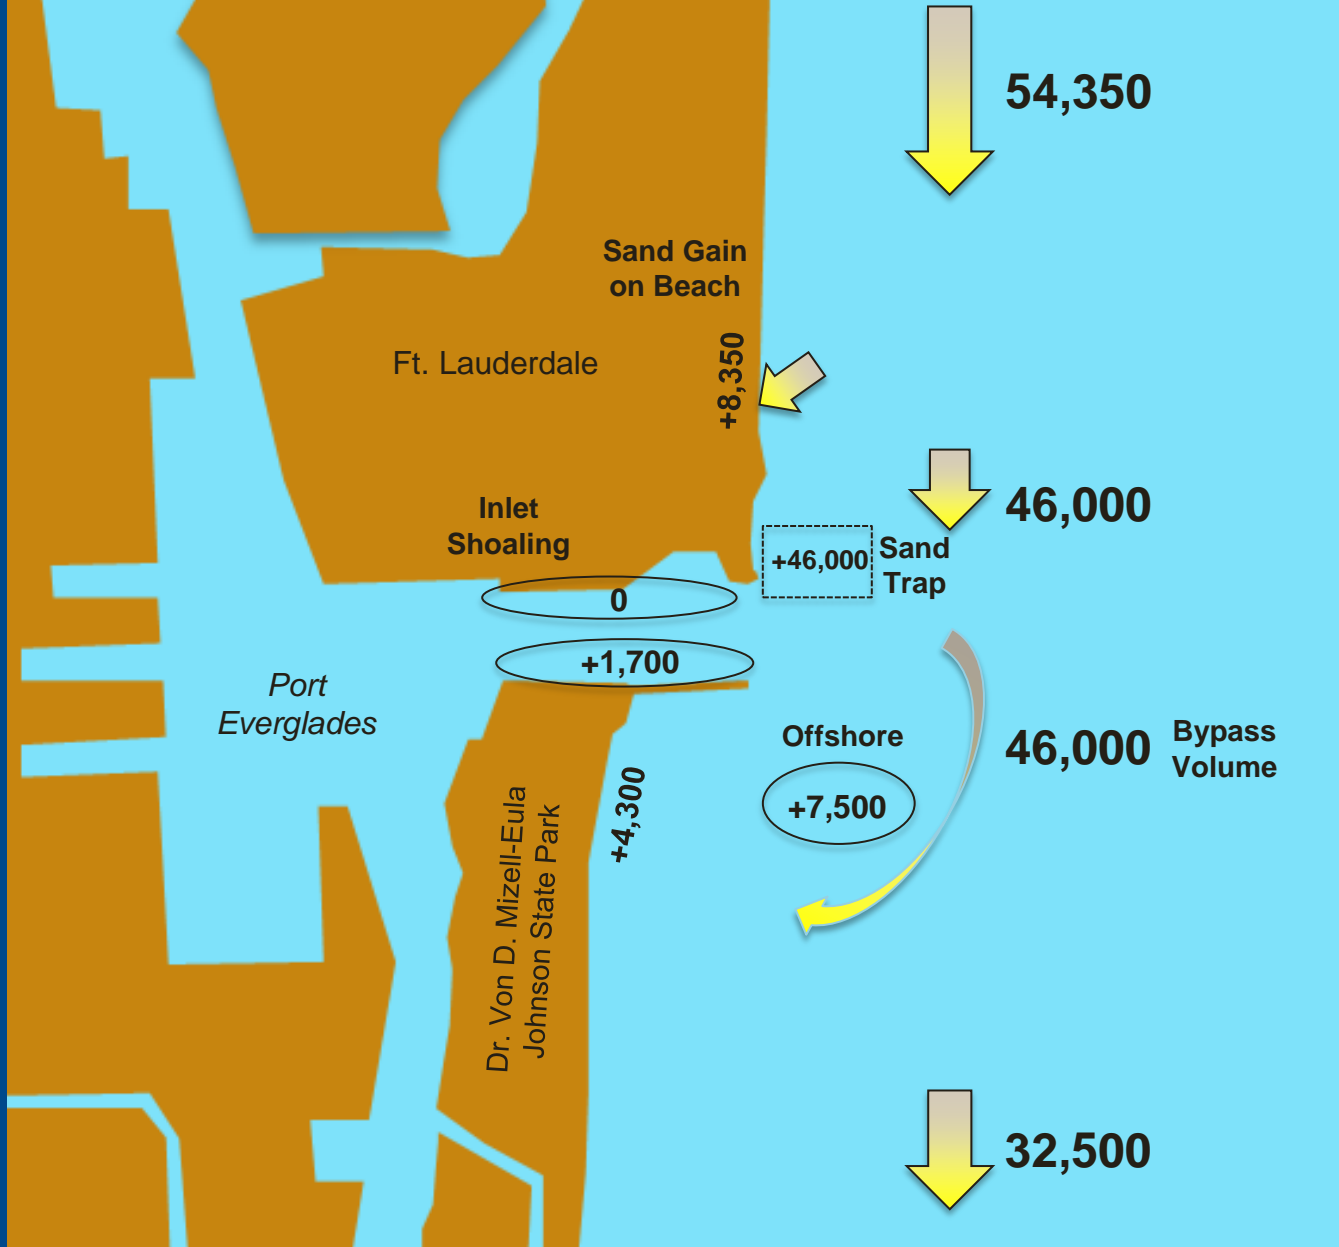 54,350
Sand Gain
on Beach
+8,350
Ft. Lauderdale
46,000
Inlet
Shoaling
+46,000
Sand
Trap
0
+1,700
Port
Everglades
Offshore
46,000
Bypass
Volume
+7,500
+4,300
Dr. Von D. Mizell-Eula
Johnson State Park
32,500